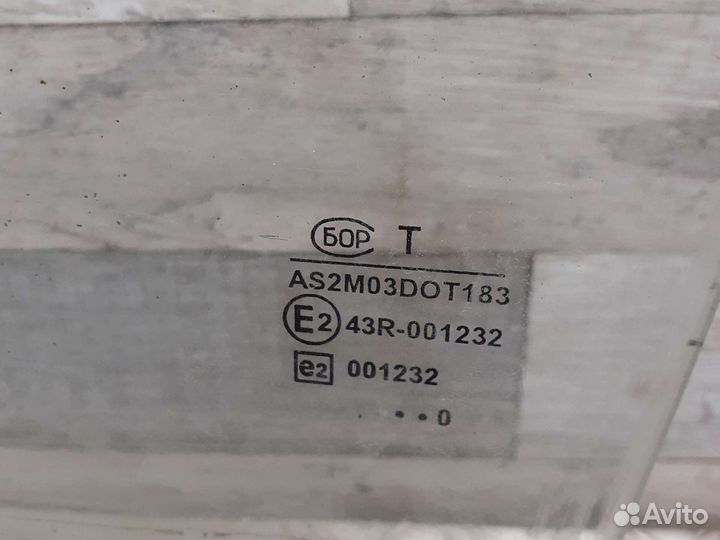 БОР T
AS2M03DOT183
E2 43R-001232
e2 001232
• • • 0
Avito